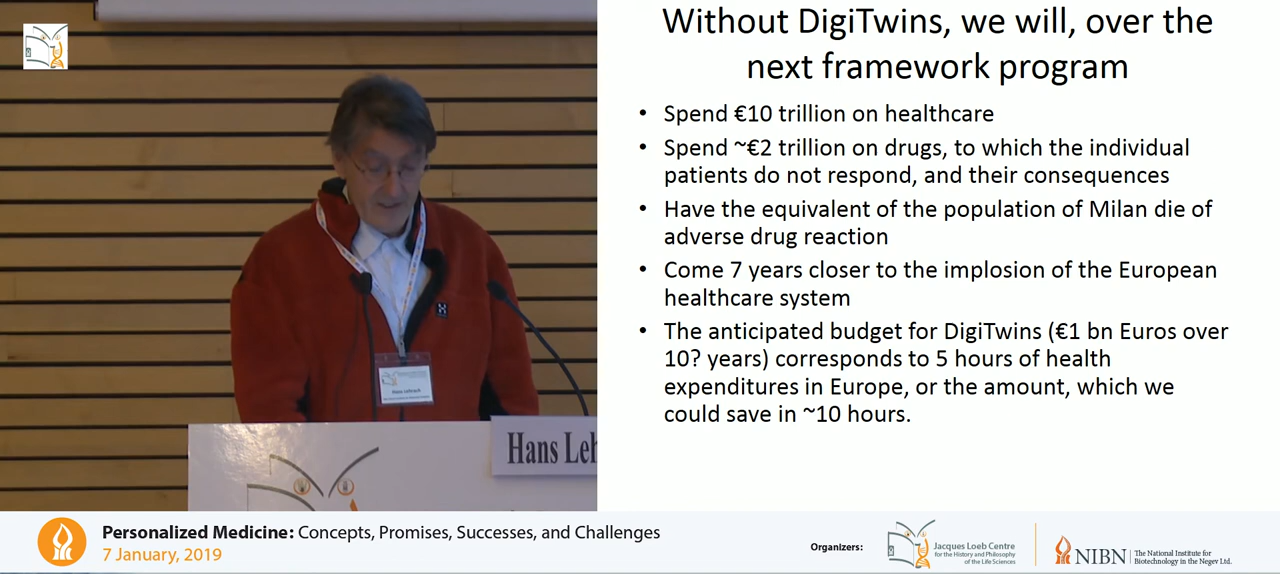 Without DigiTwins, we will, over the
next framework program
• Spend €10 trillion on healthcare
• Spend ~€2 trillion on drugs, to which the individual
patients do not respond, and their consequences
• Have the equivalent of the population of Milan die of
adverse drug reaction
• Come 7 years closer to the implosion of the European
healthcare system
• The anticipated budget for DigiTwins (€1 bn Euros over
10? years) corresponds to 5 hours of health
expenditures in Europe, or the amount, which we
could save in ~10 hours.
Hans Lehrach
Hans Leh
Personalized Medicine: Concepts, Promises, Successes, and Challenges
7 January, 2019
Organizers:
Jacques Loeb Centre
for the History and Philosophy
of the Life Sciences
NIBN
The National Institute for
Biotechnology in the Negev Ltd.